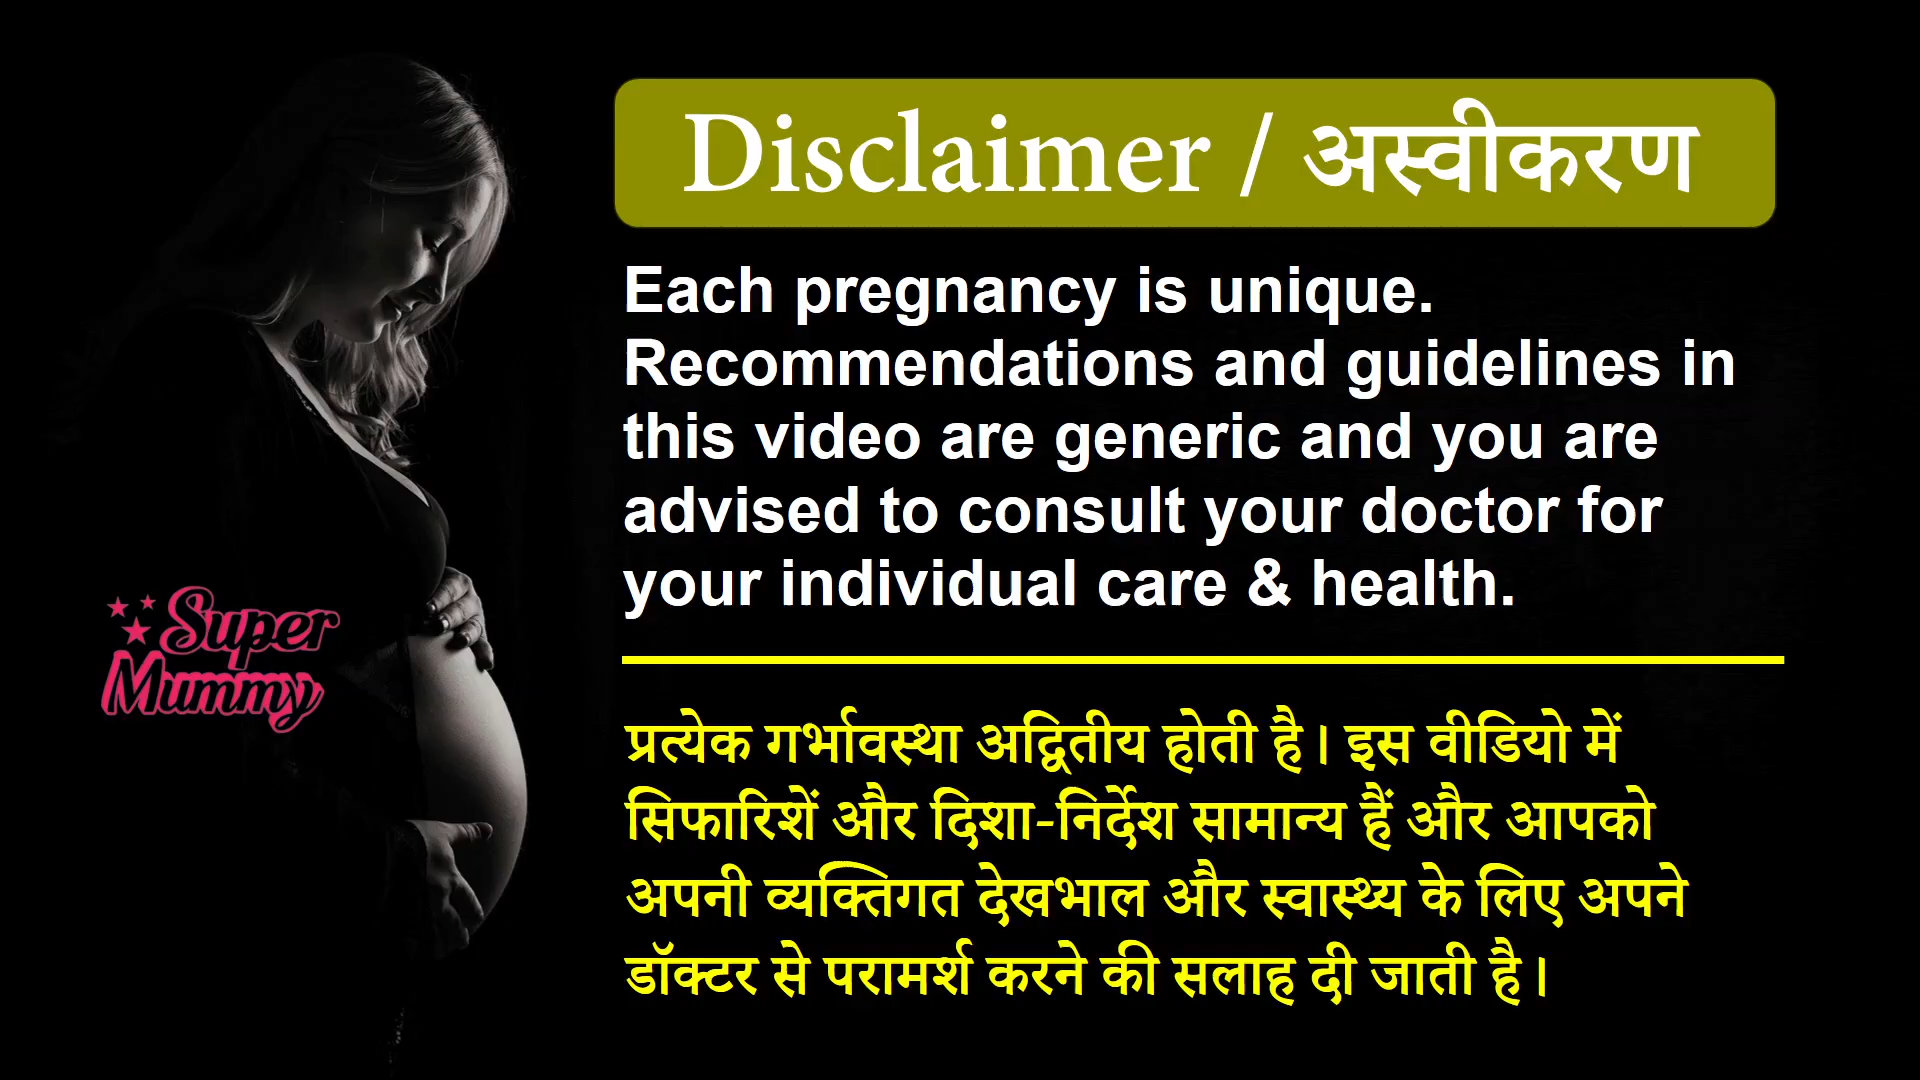 Disclaimer / अस्वीकरण
Each pregnancy is unique.
Recommendations and guidelines in
this video are generic and you are
advised to consult your doctor for
your individual care & health.
Super
Mummy
प्रत्येक गर्भावस्था अद्वितीय होती है। इस वीडियो में
सिफारिशें और दिशा-निर्देश सामान्य हैं और आपको
अपनी व्यक्तिगत देखभाल और स्वास्थ्य के लिए अपने
डॉक्टर से परामर्श करने की सलाह दी जाती है।